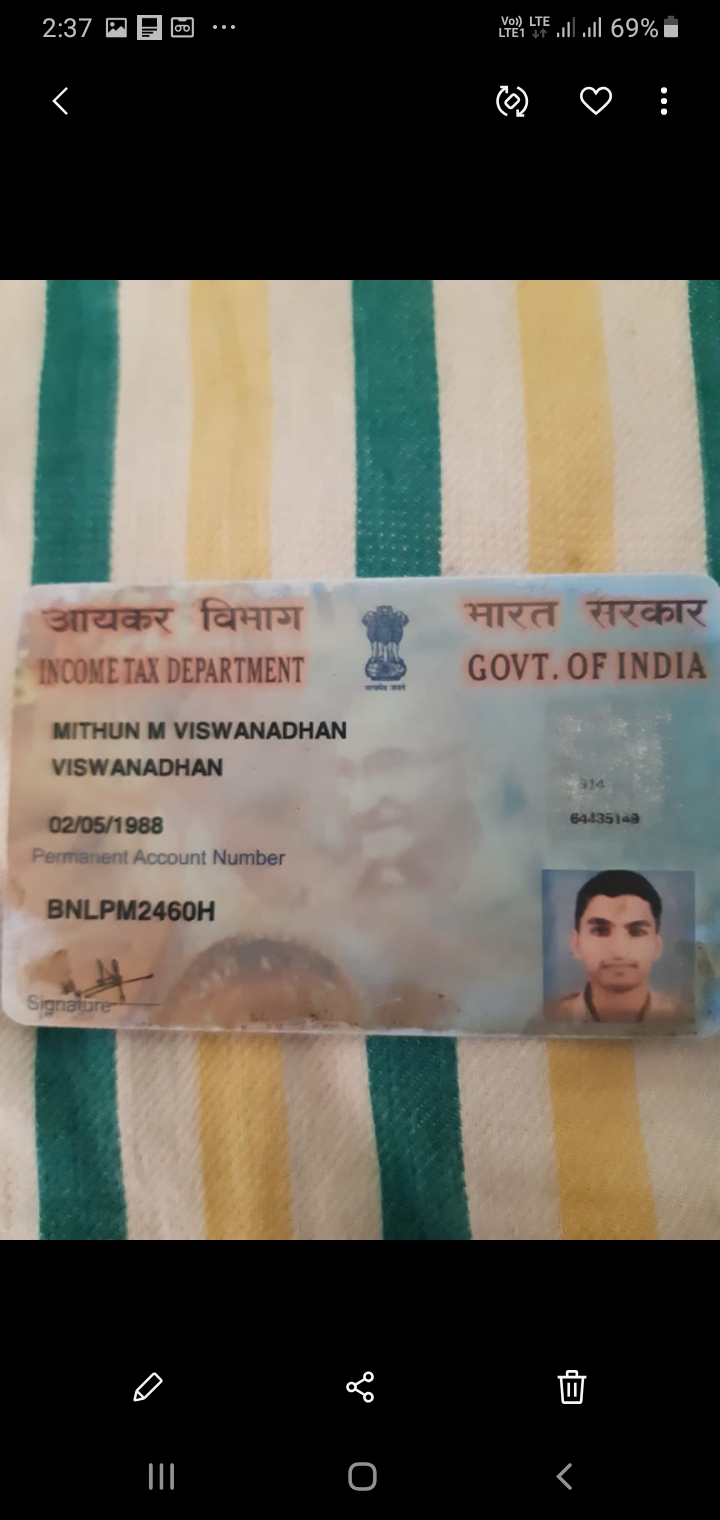 2:37
Vo)) LTE 69%
LTE1
आयकर विभाग भारत सरकार
INCOME TAX DEPARTMENT GOVT. OF INDIA
सत्यमेव जयते
MITHUN M VISWANADHAN
VISWANADHAN
02/05/1988
64435149
Permanent Account Number
BNLPM2460H
Signature